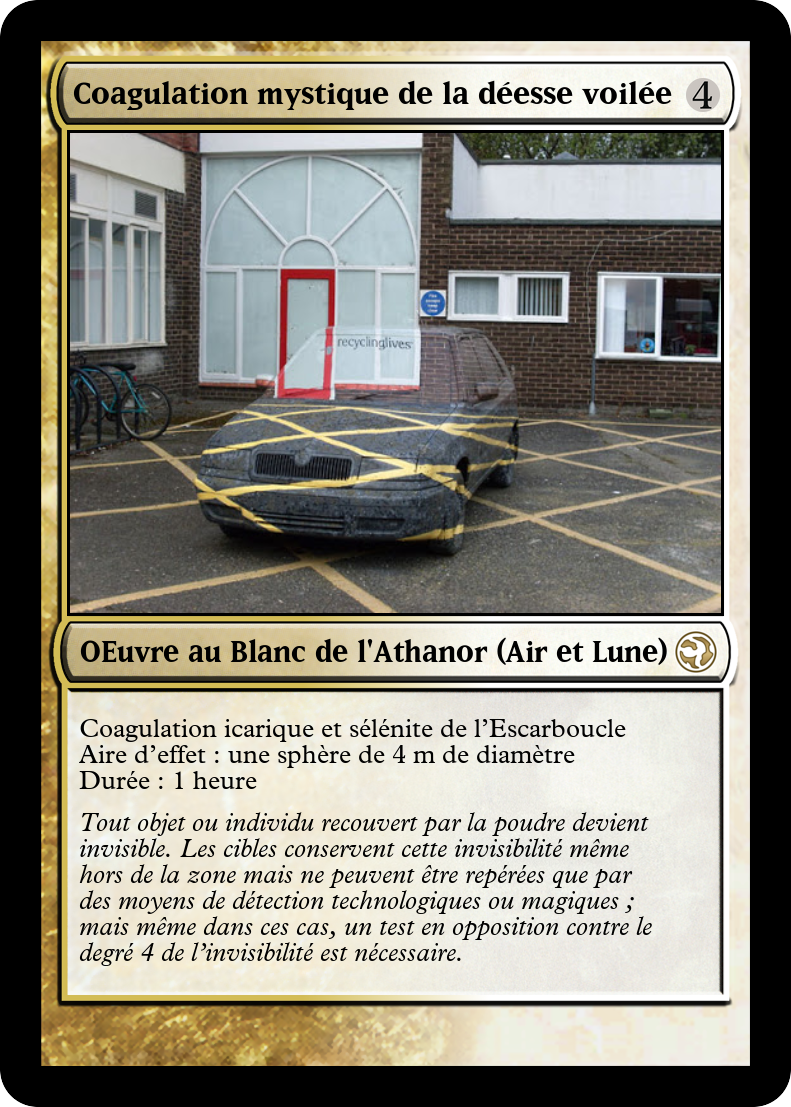 Coagulation mystique de la déesse voilée 4
recyclinglives
OEuvre au Blanc de l'Athanor (Air et Lune)
Coagulation icarique et sélénite de l’Escarboucle
Aire d’effet : une sphère de 4 m de diamètre
Durée : 1 heure
Tout objet ou individu recouvert par la poudre devient
invisible. Les cibles conservent cette invisibilité même
hors de la zone mais ne peuvent être repérées que par
des moyens de détection technologiques ou magiques ;
mais même dans ces cas, un test en opposition contre le
degré 4 de l’invisibilité est nécessaire.